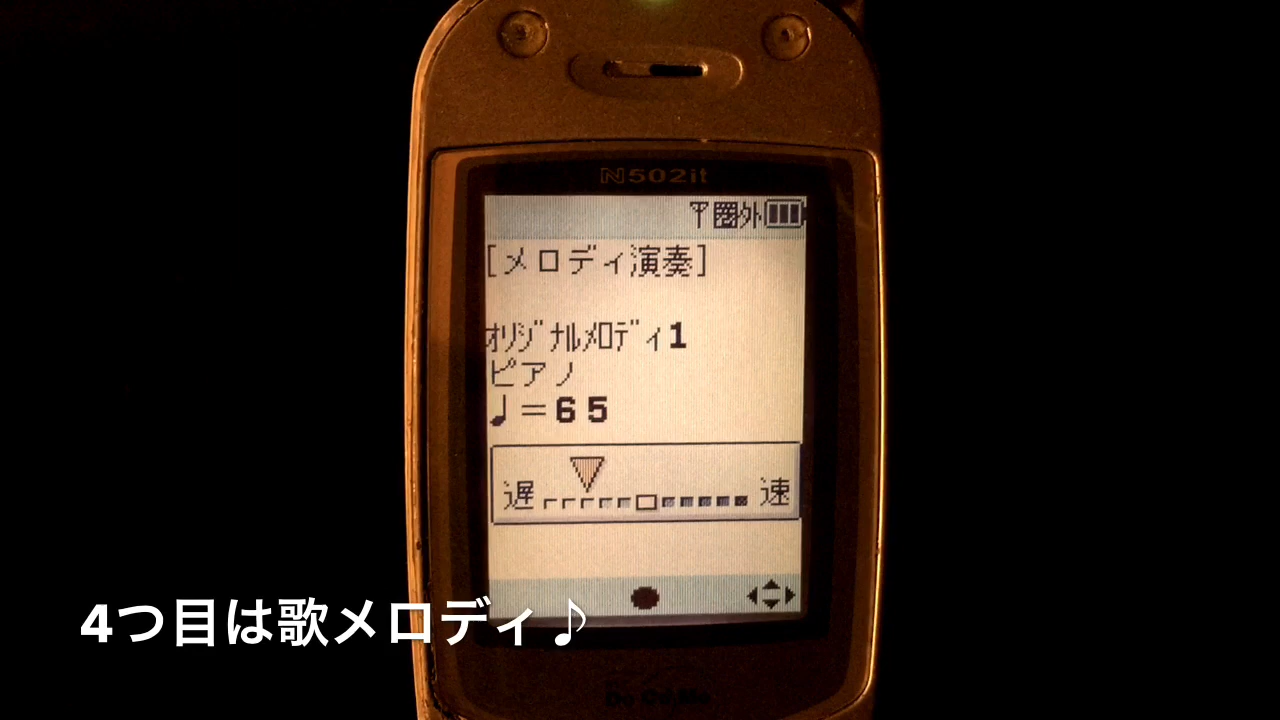 N502it
圏外
[メロディ演奏]
ｵﾘｼﾞﾅﾙﾒﾛﾃﾞｨ1
ピアノ
♩=65
遅 速
4つ目は歌メロディ♪
DoCoMo